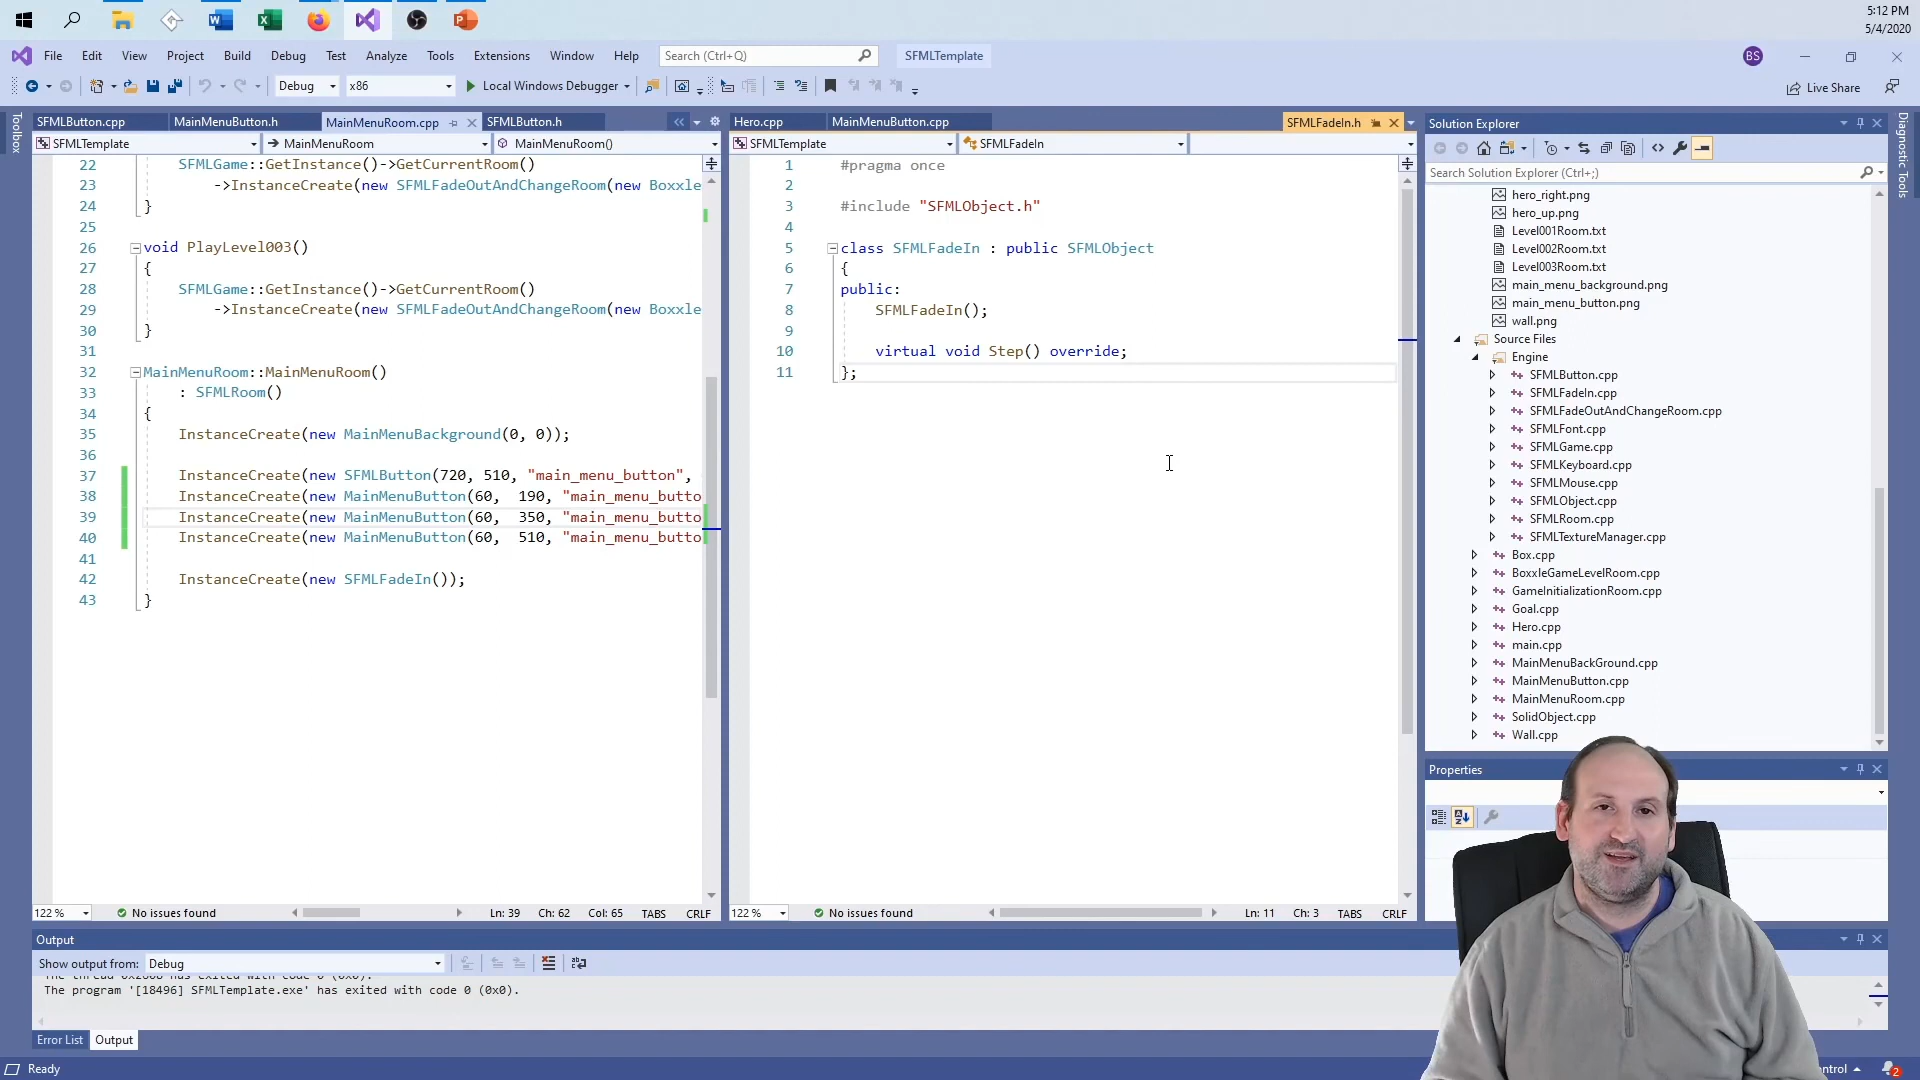 5:12 PM
5/4/2020
File Edit View Project Build Debug Test Analyze Tools Extensions Window Help Search (Ctrl+Q) SFMLTemplate BS
Debug x86 Local Windows Debugger Live Share
Toolbox
SFMLButton.cpp MainMenuButton.h MainMenuRoom.cpp SFMLButton.h
SFMLTemplate MainMenuRoom MainMenuRoom()
22 SFMLGame::GetInstance()->GetCurrentRoom()
23 ->InstanceCreate(new SFMLFadeOutAndChangeRoom(new Boxxle
24 }
25
26 void PlayLevel003()
27 {
28 SFMLGame::GetInstance()->GetCurrentRoom()
29 ->InstanceCreate(new SFMLFadeOutAndChangeRoom(new Boxxle
30 }
31
32 MainMenuRoom::MainMenuRoom()
33 : SFMLRoom()
34 {
35 InstanceCreate(new MainMenuBackground(0, 0));
36
37 InstanceCreate(new SFMLButton(720, 510, "main_menu_button",
38 InstanceCreate(new MainMenuButton(60, 190, "main_menu_butto
39 InstanceCreate(new MainMenuButton(60, 350, "main_menu_butto
40 InstanceCreate(new MainMenuButton(60, 510, "main_menu_butto
41
42 InstanceCreate(new SFMLFadeIn());
43 }
122 % No issues found Ln: 39 Ch: 62 Col: 65 TABS CRLF
Hero.cpp MainMenuButton.cpp SFMLFadeIn.h
SFMLTemplate SFMLFadeIn
1 #pragma once
2
3 #include "SFMLObject.h"
4
5 class SFMLFadeIn : public SFMLObject
6 {
7 public:
8 SFMLFadeIn();
9
10 virtual void Step() override;
11 };
122 % No issues found Ln: 11 Ch: 3 TABS CRLF
Solution Explorer
Search Solution Explorer (Ctrl+;)
hero_right.png
hero_up.png
Level001Room.txt
Level002Room.txt
Level003Room.txt
main_menu_background.png
main_menu_button.png
wall.png
Source Files
Engine
SFMLButton.cpp
SFMLFadeIn.cpp
SFMLFadeOutAndChangeRoom.cpp
SFMLFont.cpp
SFMLGame.cpp
SFMLKeyboard.cpp
SFMLMouse.cpp
SFMLObject.cpp
SFMLRoom.cpp
SFMLTextureManager.cpp
Box.cpp
BoxxleGameLevelRoom.cpp
GameInitializationRoom.cpp
Goal.cpp
Hero.cpp
main.cpp
MainMenuBackGround.cpp
MainMenuButton.cpp
MainMenuRoom.cpp
SolidObject.cpp
Wall.cpp
Diagnostic Tools
Properties
Output
Show output from: Debug
The program '[18496] SFMLTemplate.exe' has exited with code 0 (0x0).
Error List Output
Ready
ntrol 2